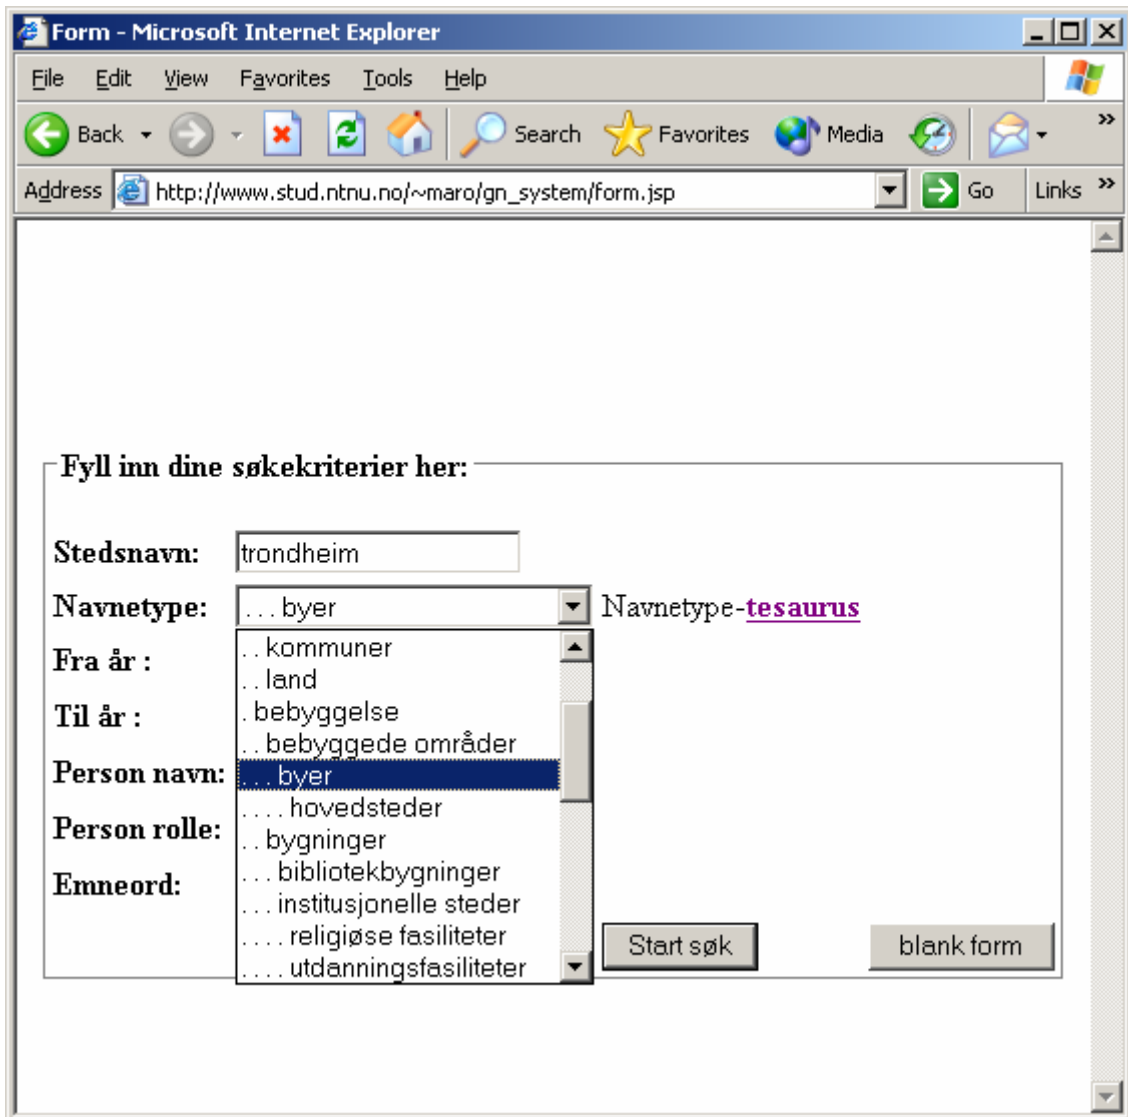 Form - Microsoft Internet Explorer
File Edit View Favorites Tools Help
Back Search Favorites Media »
Address http://www.stud.ntnu.no/~maro/gn_system/form.jsp Go Links »
Fyll inn dine søkekriterier her:
Stedsnavn: trondheim
Navnetype: . . . byer Navnetype-tesaurus
. . kommuner
Fra år :
. . land
. bebyggelse
Til år :
. . bebyggede områder
Person navn: . . . byer
. . . . hovedsteder
Person rolle:
. . bygninger
. . . bibliotekbygninger
Emneord:
. . . institusjonelle steder
. . . . religiøse fasiliteter
Start søk blank form
. . . . utdanningsfasiliteter